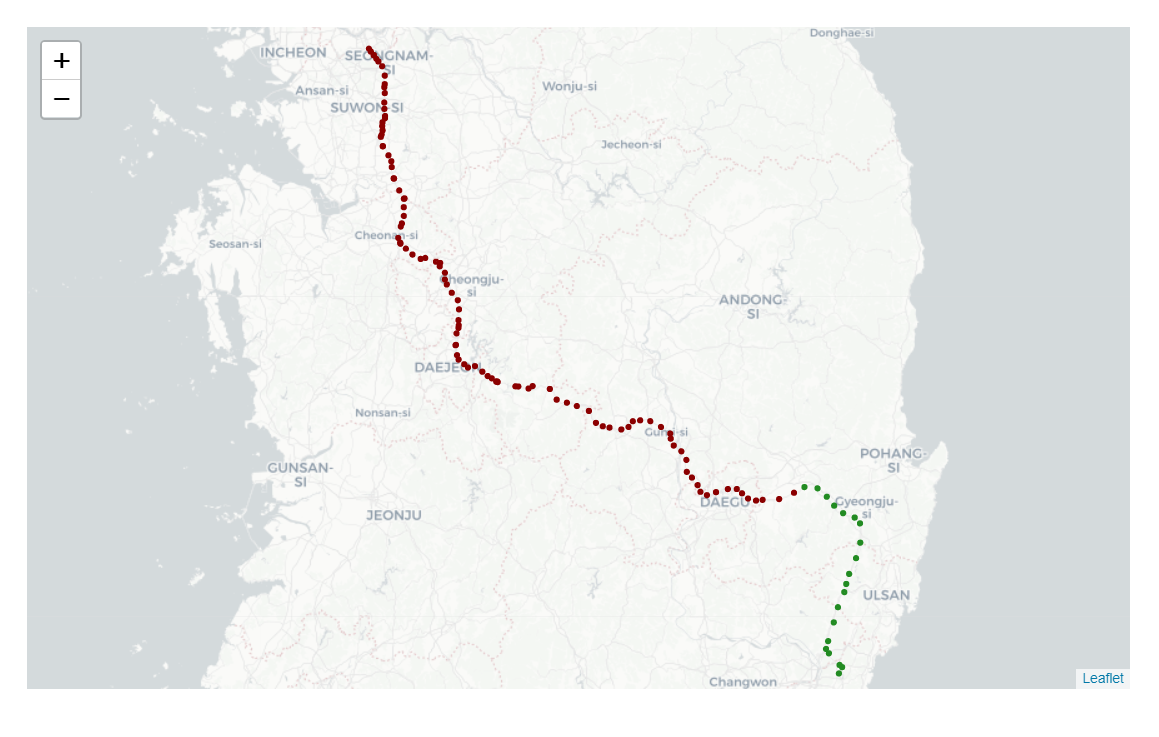 Donghae-si
+
−
INCHEON
SEONGNAM-
SI
Ansan-si
Wonju-si
SUWON-SI
Jecheon-si
Cheonan-si
Seosan-si
Cheongju-
si
ANDONG-
SI
DAEJEON
Nonsan-si
Gumi-si
POHANG-
SI
GUNSAN-
SI
DAEGU
Gyeongju-
si
JEONJU
ULSAN
Changwon
Leaflet